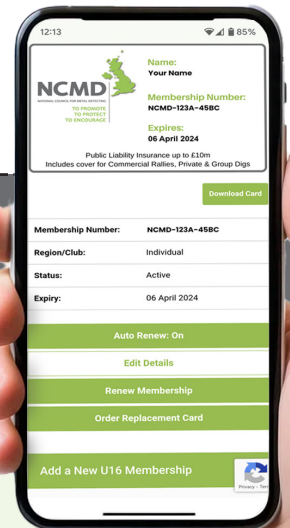 12:13
85%
Name:
Your Name
NCMD
NATIONAL COUNCIL FOR METAL DETECTING
TO PROMOTE
TO PROTECT
TO ENCOURAGE
Membership Number:
NCMD-123A-45BC
Expires:
06 April 2024
Public Liability Insurance up to £10m
Includes cover for Commercial Rallies, Private & Group Digs
Download Card
Membership Number: NCMD-123A-45BC
Region/Club: Individual
Status: Active
Expiry: 06 April 2024
Auto Renew: On
Edit Details
Renew Membership
Order Replacement Card
Add a New U16 Membership
Privacy - Ter